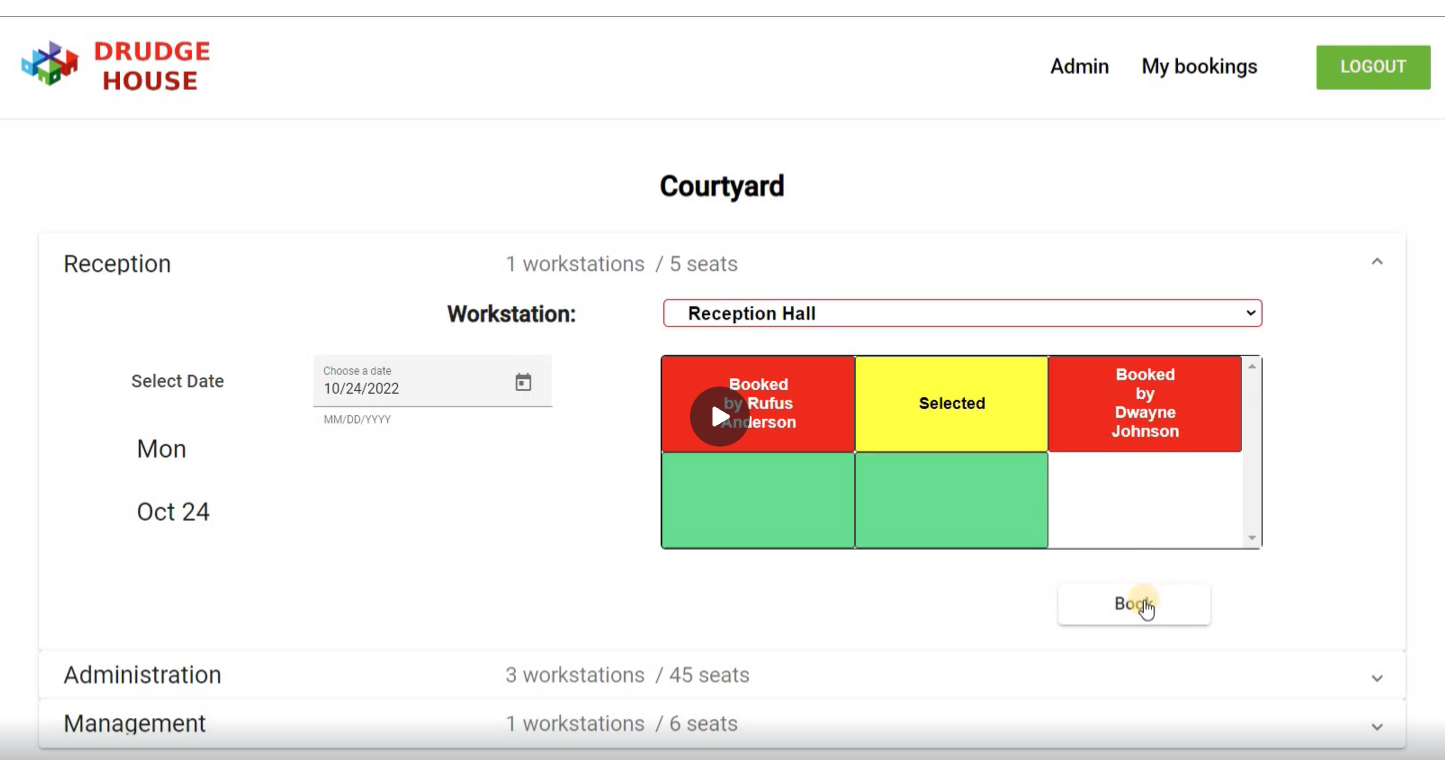 DRUDGE
HOUSE
Admin My bookings LOGOUT
Courtyard
Reception 1 workstations / 5 seats
Workstation: Reception Hall
Select Date
Choose a date
10/24/2022
MM/DD/YYYY
Mon
Oct 24
Booked
by Rufus
Anderson
Selected
Booked
by
Dwayne
Johnson
Book
Administration 3 workstations / 45 seats
Management 1 workstations / 6 seats